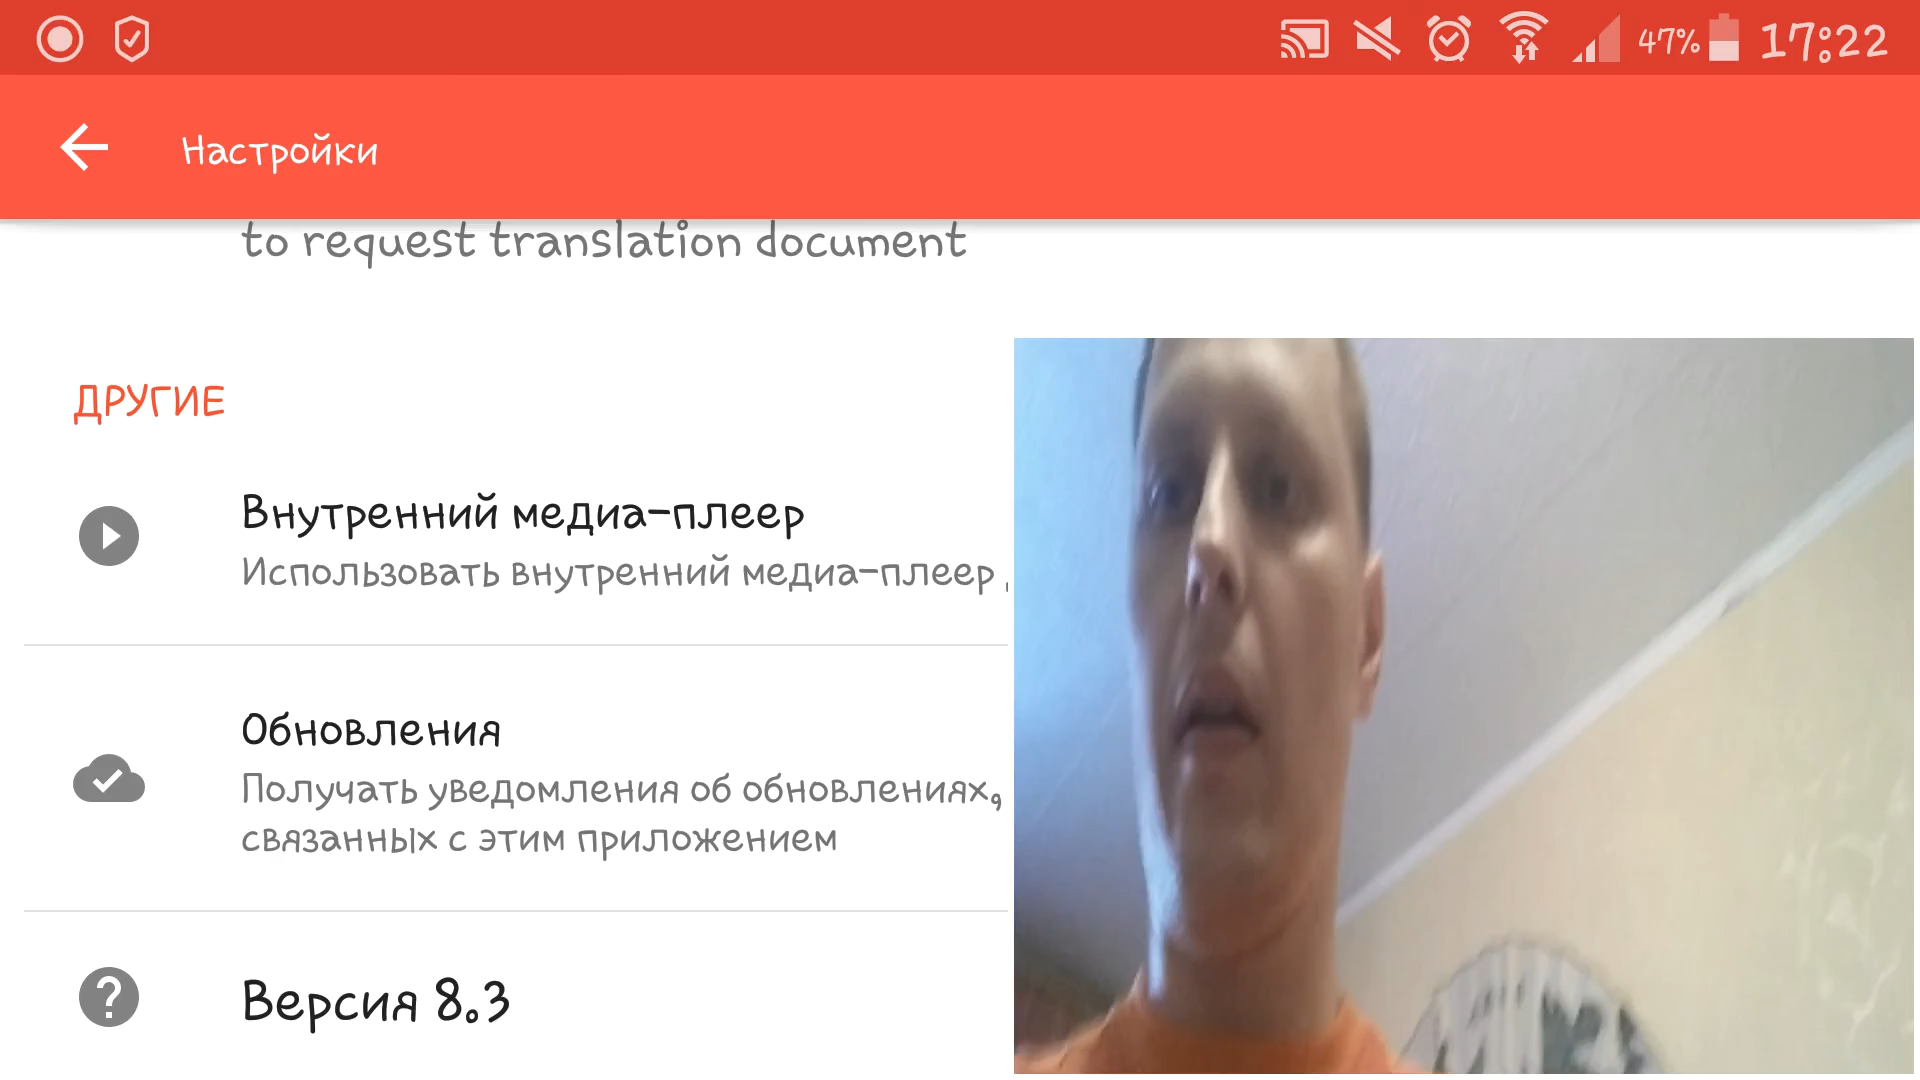 47% 17:22
Настройки
to request translation document
ДРУГИЕ
Внутренний медиа-плеер
Использовать внутренний медиа-плеер
Обновления
Получать уведомления об обновлениях,
связанных с этим приложением
Версия 8.3